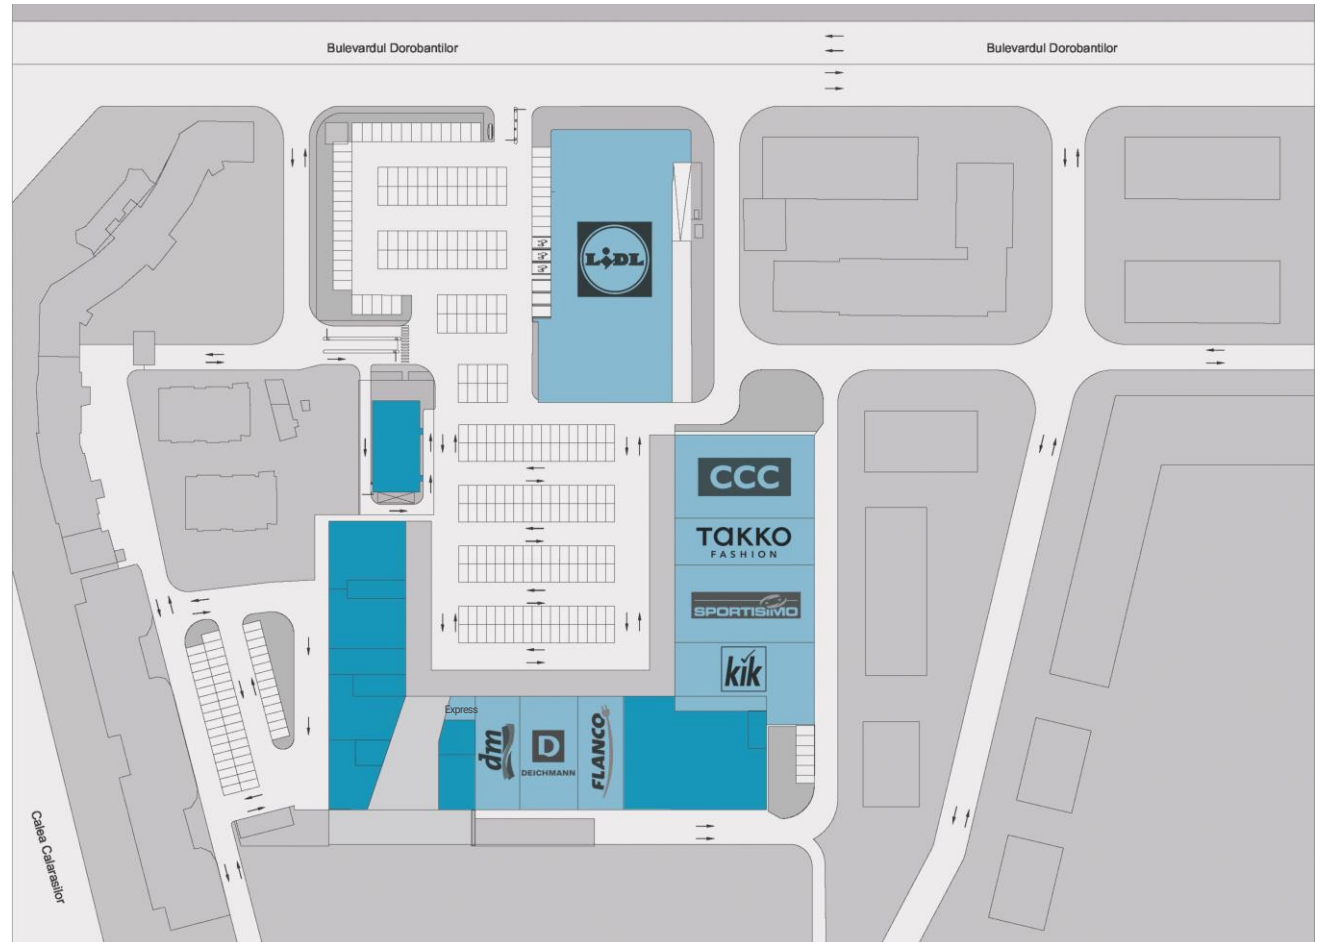 Bulevardul Dorobantilor
Bulevardul Dorobantilor
LIDL
CCC
TAKKO
FASHION
SPORTISIMO
kik
Express
dm
D
DEICHMANN
FLANCO
Calea Calarasilor